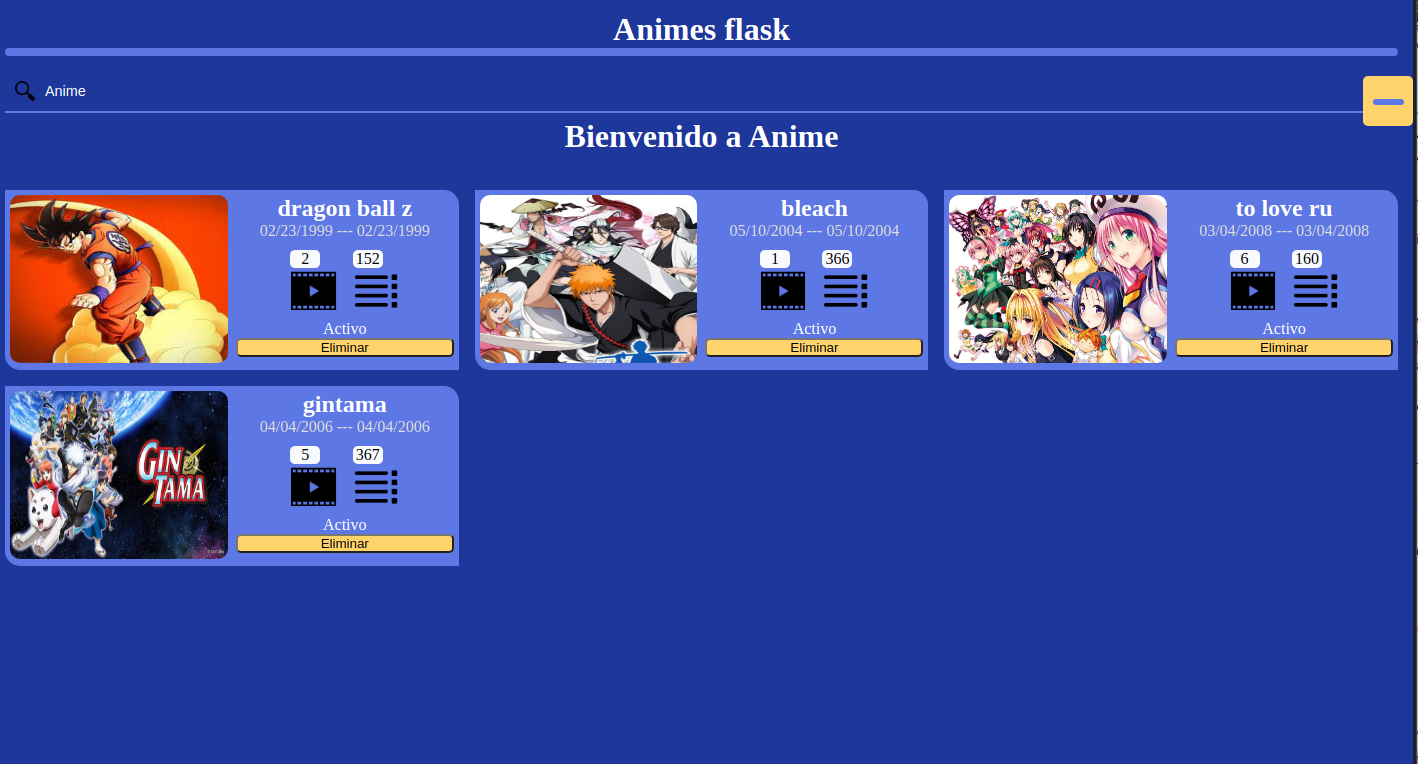 Animes flask
Anime
Bienvenido a Anime
dragon ball z
02/23/1999 --- 02/23/1999
2 152
Activo
Eliminar
bleach
05/10/2004 --- 05/10/2004
1 366
Activo
Eliminar
to love ru
03/04/2008 --- 03/04/2008
6 160
Activo
Eliminar
GIN
TAMA
gintama
04/04/2006 --- 04/04/2006
5 367
Activo
Eliminar